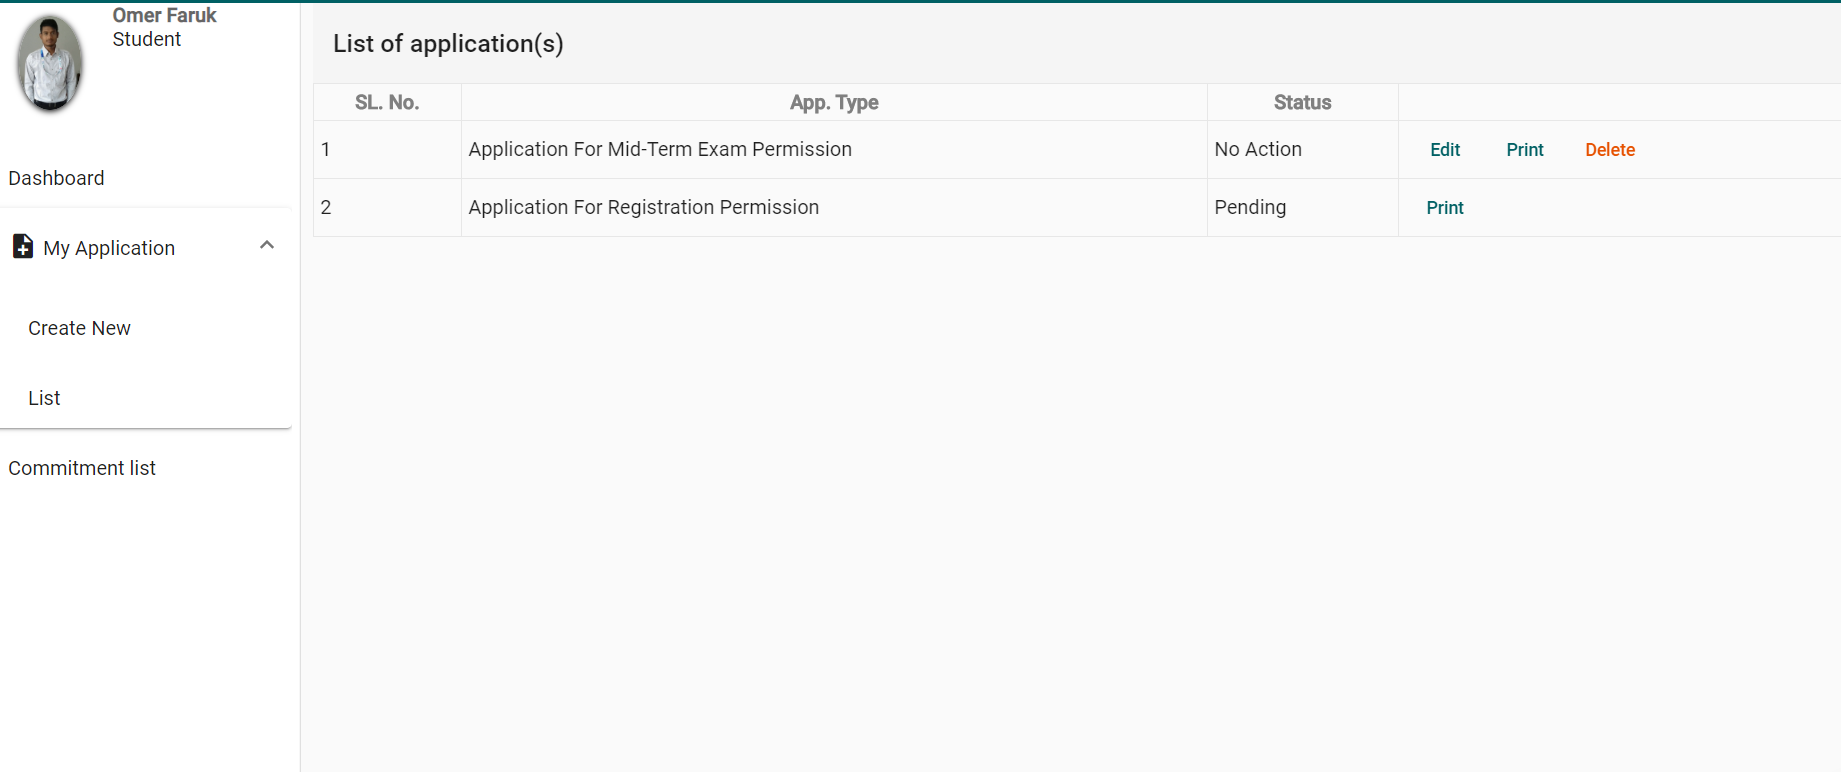 Omer Faruk
Student
Dashboard
My Application
Create New
List
Commitment list
List of application(s)
SL. No. App. Type Status
1 Application For Mid-Term Exam Permission No Action Edit Print Delete
2 Application For Registration Permission Pending Print